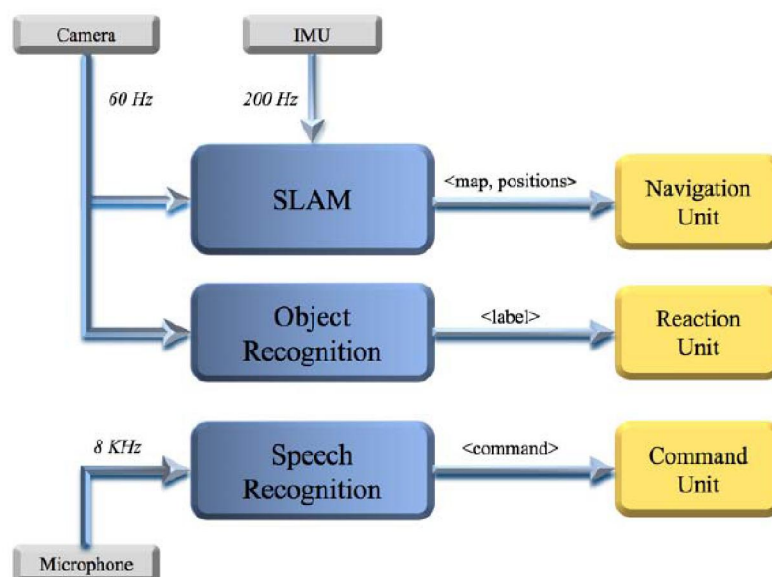 Camera
IMU
60 Hz
200 Hz
SLAM
<map, positions>
Navigation
Unit
Object
Recognition
<label>
Reaction
Unit
8 KHz
Speech
Recognition
<command>
Command
Unit
Microphone